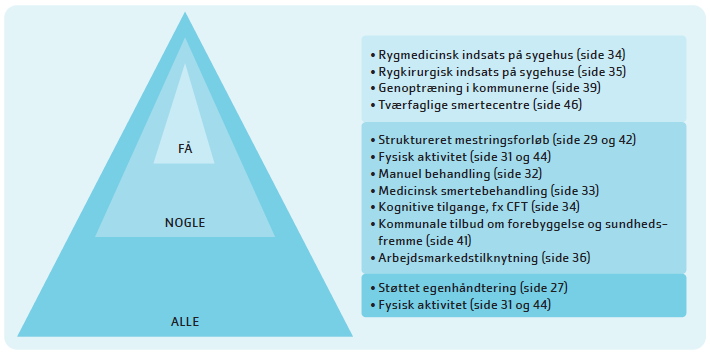 FÅ
NOGLE
ALLE
• Rygmedicinsk indsats på sygehus (side 34)
• Rygkirurgisk indsats på sygehuse (side 35)
• Genoptræning i kommunerne (side 39)
• Tværfaglige smertecentre (side 46)
• Struktureret mestringsforløb (side 29 og 42)
• Fysisk aktivitet (side 31 og 44)
• Manuel behandling (side 32)
• Medicinsk smertebehandling (side 33)
• Kognitive tilgange, fx CFT (side 34)
• Kommunale tilbud om forebyggelse og sundheds-
fremme (side 41)
• Arbejdsmarkedstilknytning (side 36)
• Støttet egenhåndtering (side 27)
• Fysisk aktivitet (side 31 og 44)